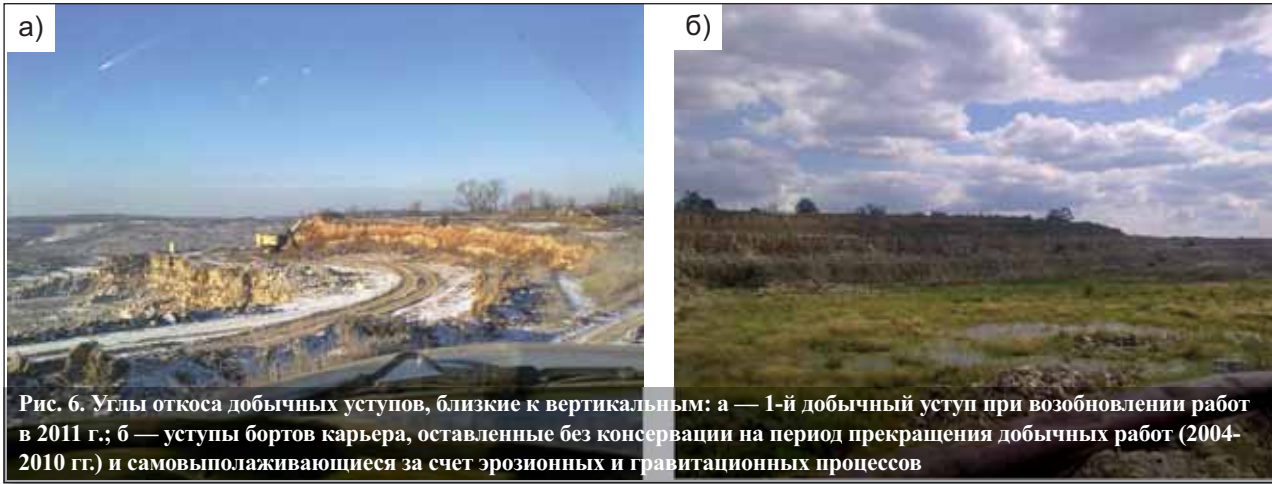 а)
б)
Рис. 6. Углы откоса добычных уступов, близкие к вертикальным: а — 1-й добычный уступ при возобновлении работ
в 2011 г.; б — уступы бортов карьера, оставленные без консервации на период прекращения добычных работ (2004-
2010 гг.) и самовыполаживающиеся за счет эрозионных и гравитационных процессов